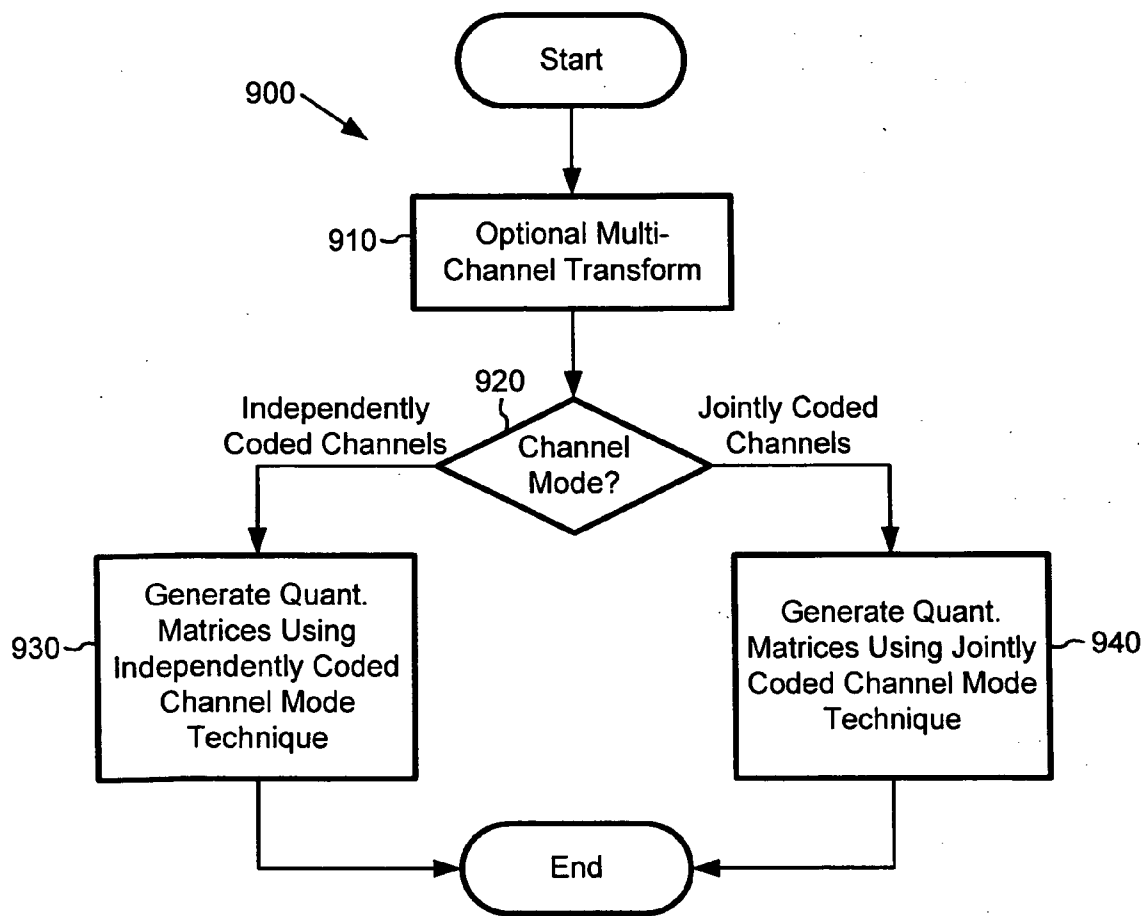 Start
900
910
Optional Multi-
Channel Transform
920
Independently
Coded Channels
Channel
Mode?
Jointly Coded
Channels
930
Generate Quant.
Matrices Using
Independently Coded
Channel Mode
Technique
Generate Quant.
Matrices Using Jointly
Coded Channel Mode
Technique
940
End